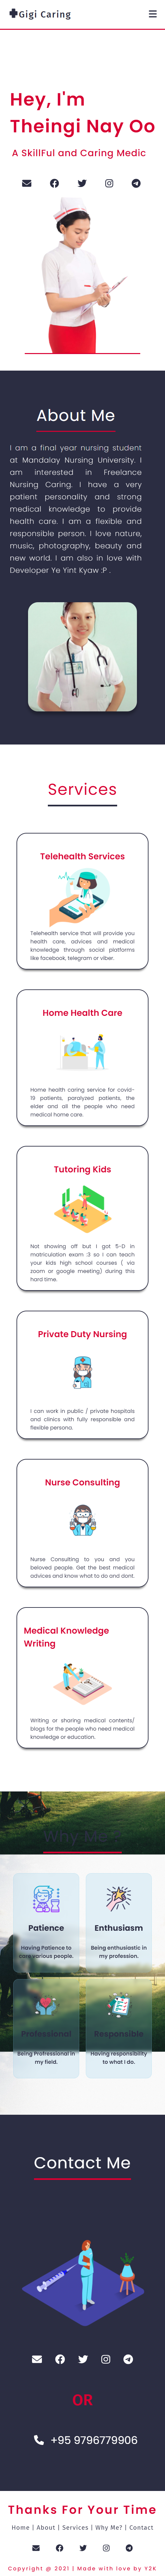 Gigi Caring
Hey, I'm
Theingi Nay Oo
A SkillFul and Caring Medic
About Me
I am a final year nursing student
at Mandalay Nursing University. I
am interested in Freelance
Nursing Caring. I have a very
patient personality and strong
medical knowledge to provide
health care. I am a flexible and
responsible person. I love nature,
music, photography, beauty and
new world. I am also in love with
Developer Ye Yint Kyaw :P .
Services
Telehealth Services
Telehealth service that will provide you
health care, advices and medical
knowledge through social platforms
like facebook, telegram or viber.
Home Health Care
Home health caring service for covid-
19 patients, paralyzed patients, the
elder and all the people who need
medical home care.
Tutoring Kids
Not showing off but I got 5-D in
matriculation exam :3 so I can teach
your kids high school courses ( via
zoom or google meeting) during this
hard time.
Private Duty Nursing
I can work in public / private hospitals
and clinics with fully responsible and
flexible persona.
Nurse Consulting
Nurse Consulting to you and you
beloved people. Get the best medical
advices and know what to do and dont.
Medical Knowledge
Writing
Writing or sharing medical contents/
blogs for the people who need medical
knowledge or education.
Why Me?
Patience
Having Patience to
care various people.
Enthusiasm
Being enthusiastic in
my profession.
Professional
Being Professional in
my field.
Responsible
Having responsibility
to what I do.
Contact Me
OR
+95 9796779906
Thanks For Your Time
Home | About | Services | Why Me? | Contact
Copyright @ 2021 | Made with love by Y2K